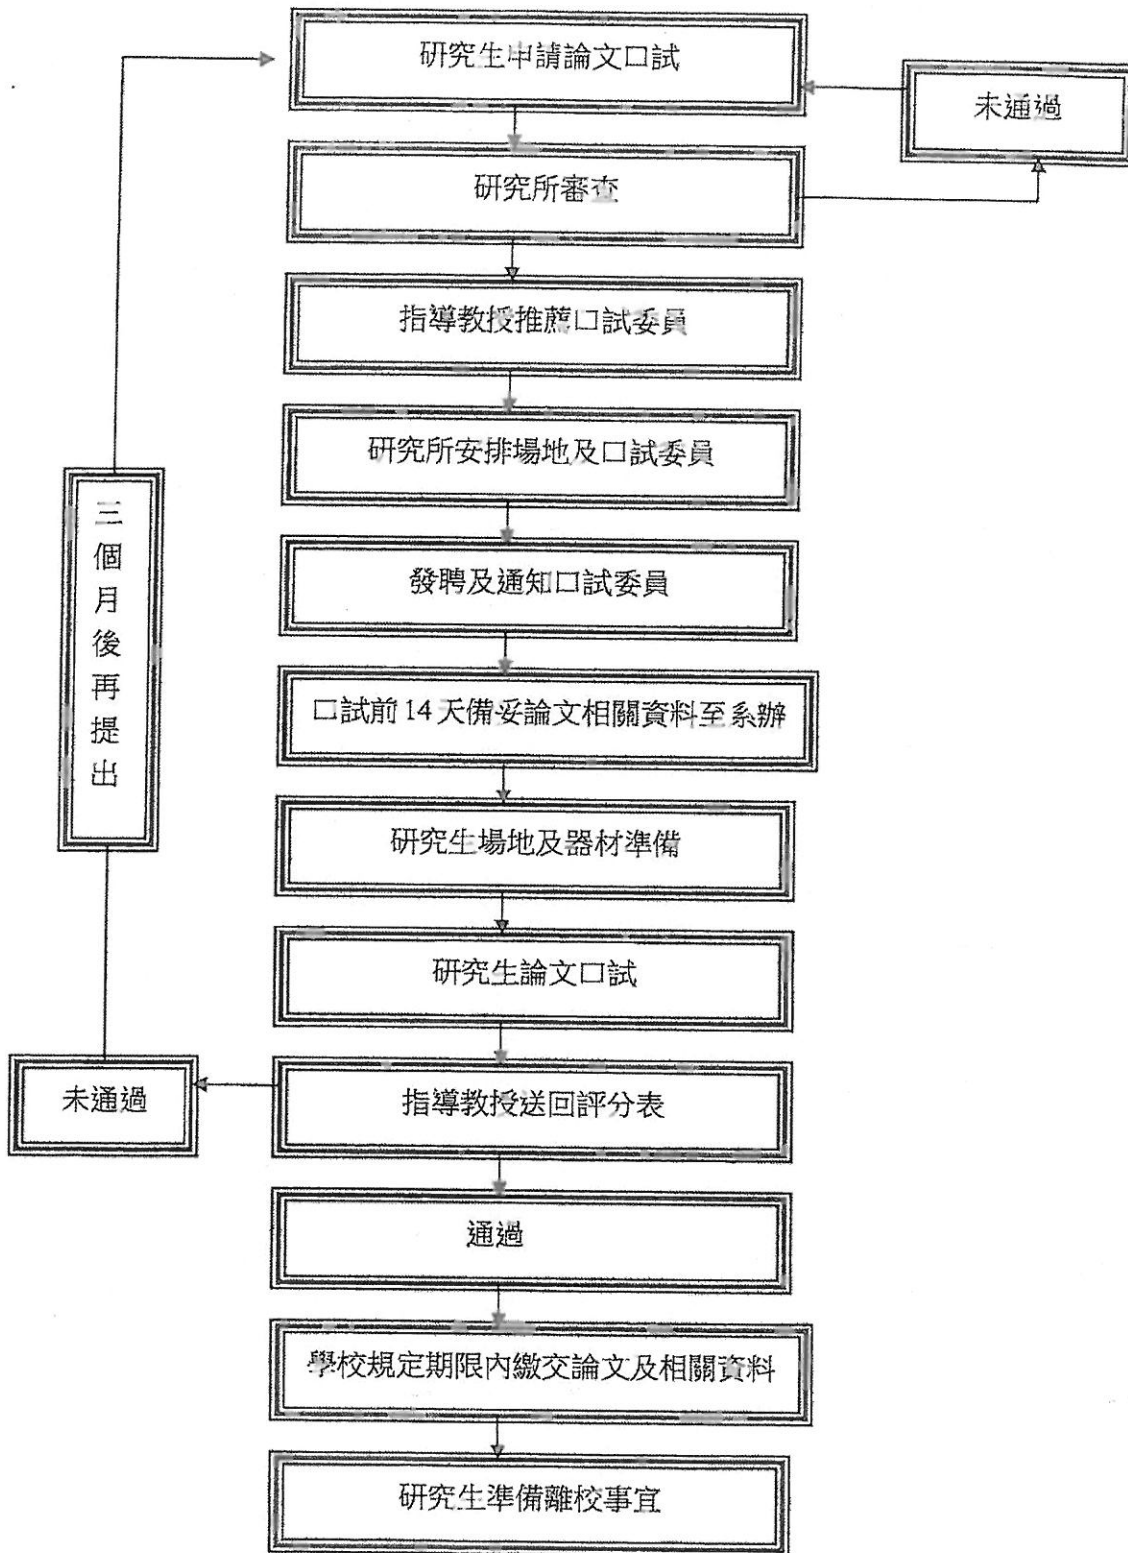 研究生申請論文口試
未通過
研究所審查
指導教授推薦口試委員
研究所安排場地及口試委員
三個月後再提出
發聘及通知口試委員
口試前14天備妥論文相關資料至系辦
研究生場地及器材準備
研究生論文口試
未通過
指導教授送回評分表
通過
學校規定期限內繳交論文及相關資料
研究生準備離校事宜